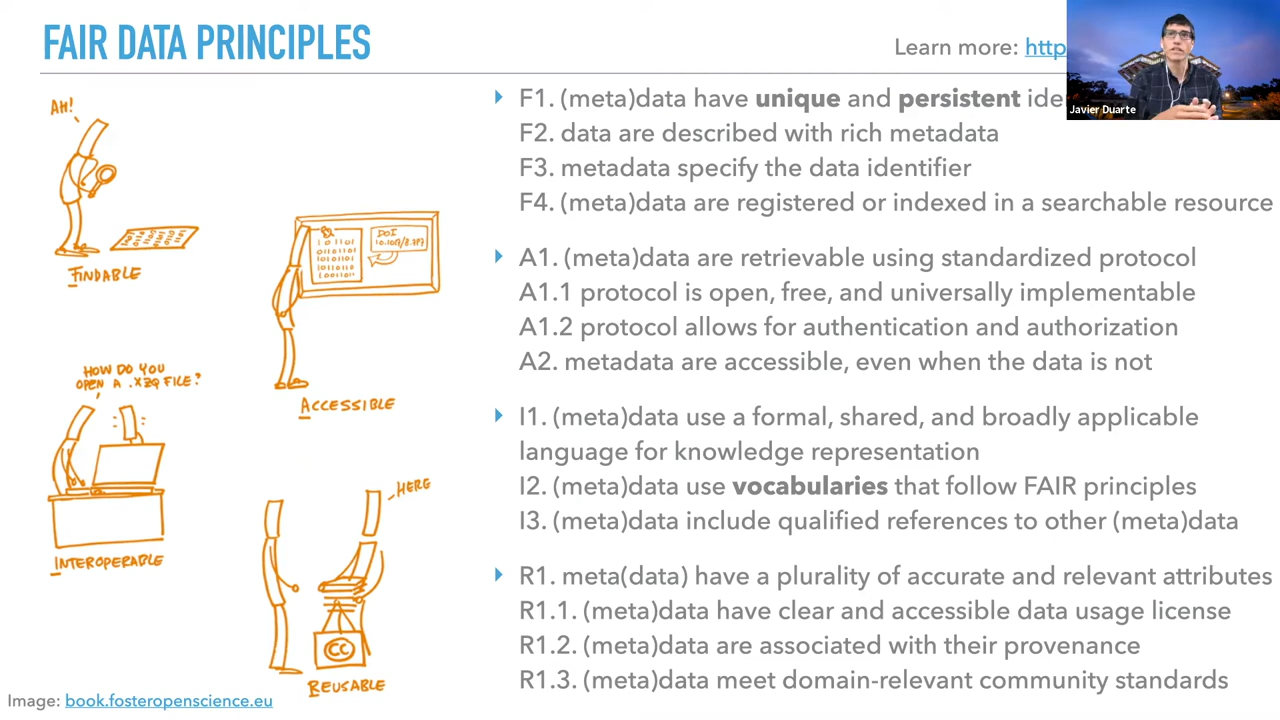 FAIR DATA PRINCIPLES
Learn more: http
Javier Duarte
F1. (meta)data have unique and persistent
F2. data are described with rich metadata
F3. metadata specify the data identifier
F4. (meta)data are registered or indexed in a searchable resource
A1. (meta)data are retrievable using standardized protocol
A1.1 protocol is open, free, and universally implementable
A1.2 protocol allows for authentication and authorization
A2. metadata are accessible, even when the data is not
I1. (meta)data use a formal, shared, and broadly applicable
language for knowledge representation
I2. (meta)data use vocabularies that follow FAIR principles
I3. (meta)data include qualified references to other (meta)data
R1. meta(data) have a plurality of accurate and relevant attributes
R1.1. (meta)data have clear and accessible data usage license
R1.2. (meta)data are associated with their provenance
R1.3. (meta)data meet domain-relevant community standards
AH!
FINDABLE
DOI
ACCESSIBLE
HOW DO YOU
OPEN A .XZQ FILE?
INTEROPERABLE
HERE
CC
REUSABLE
Image: book.fosteropenscience.eu